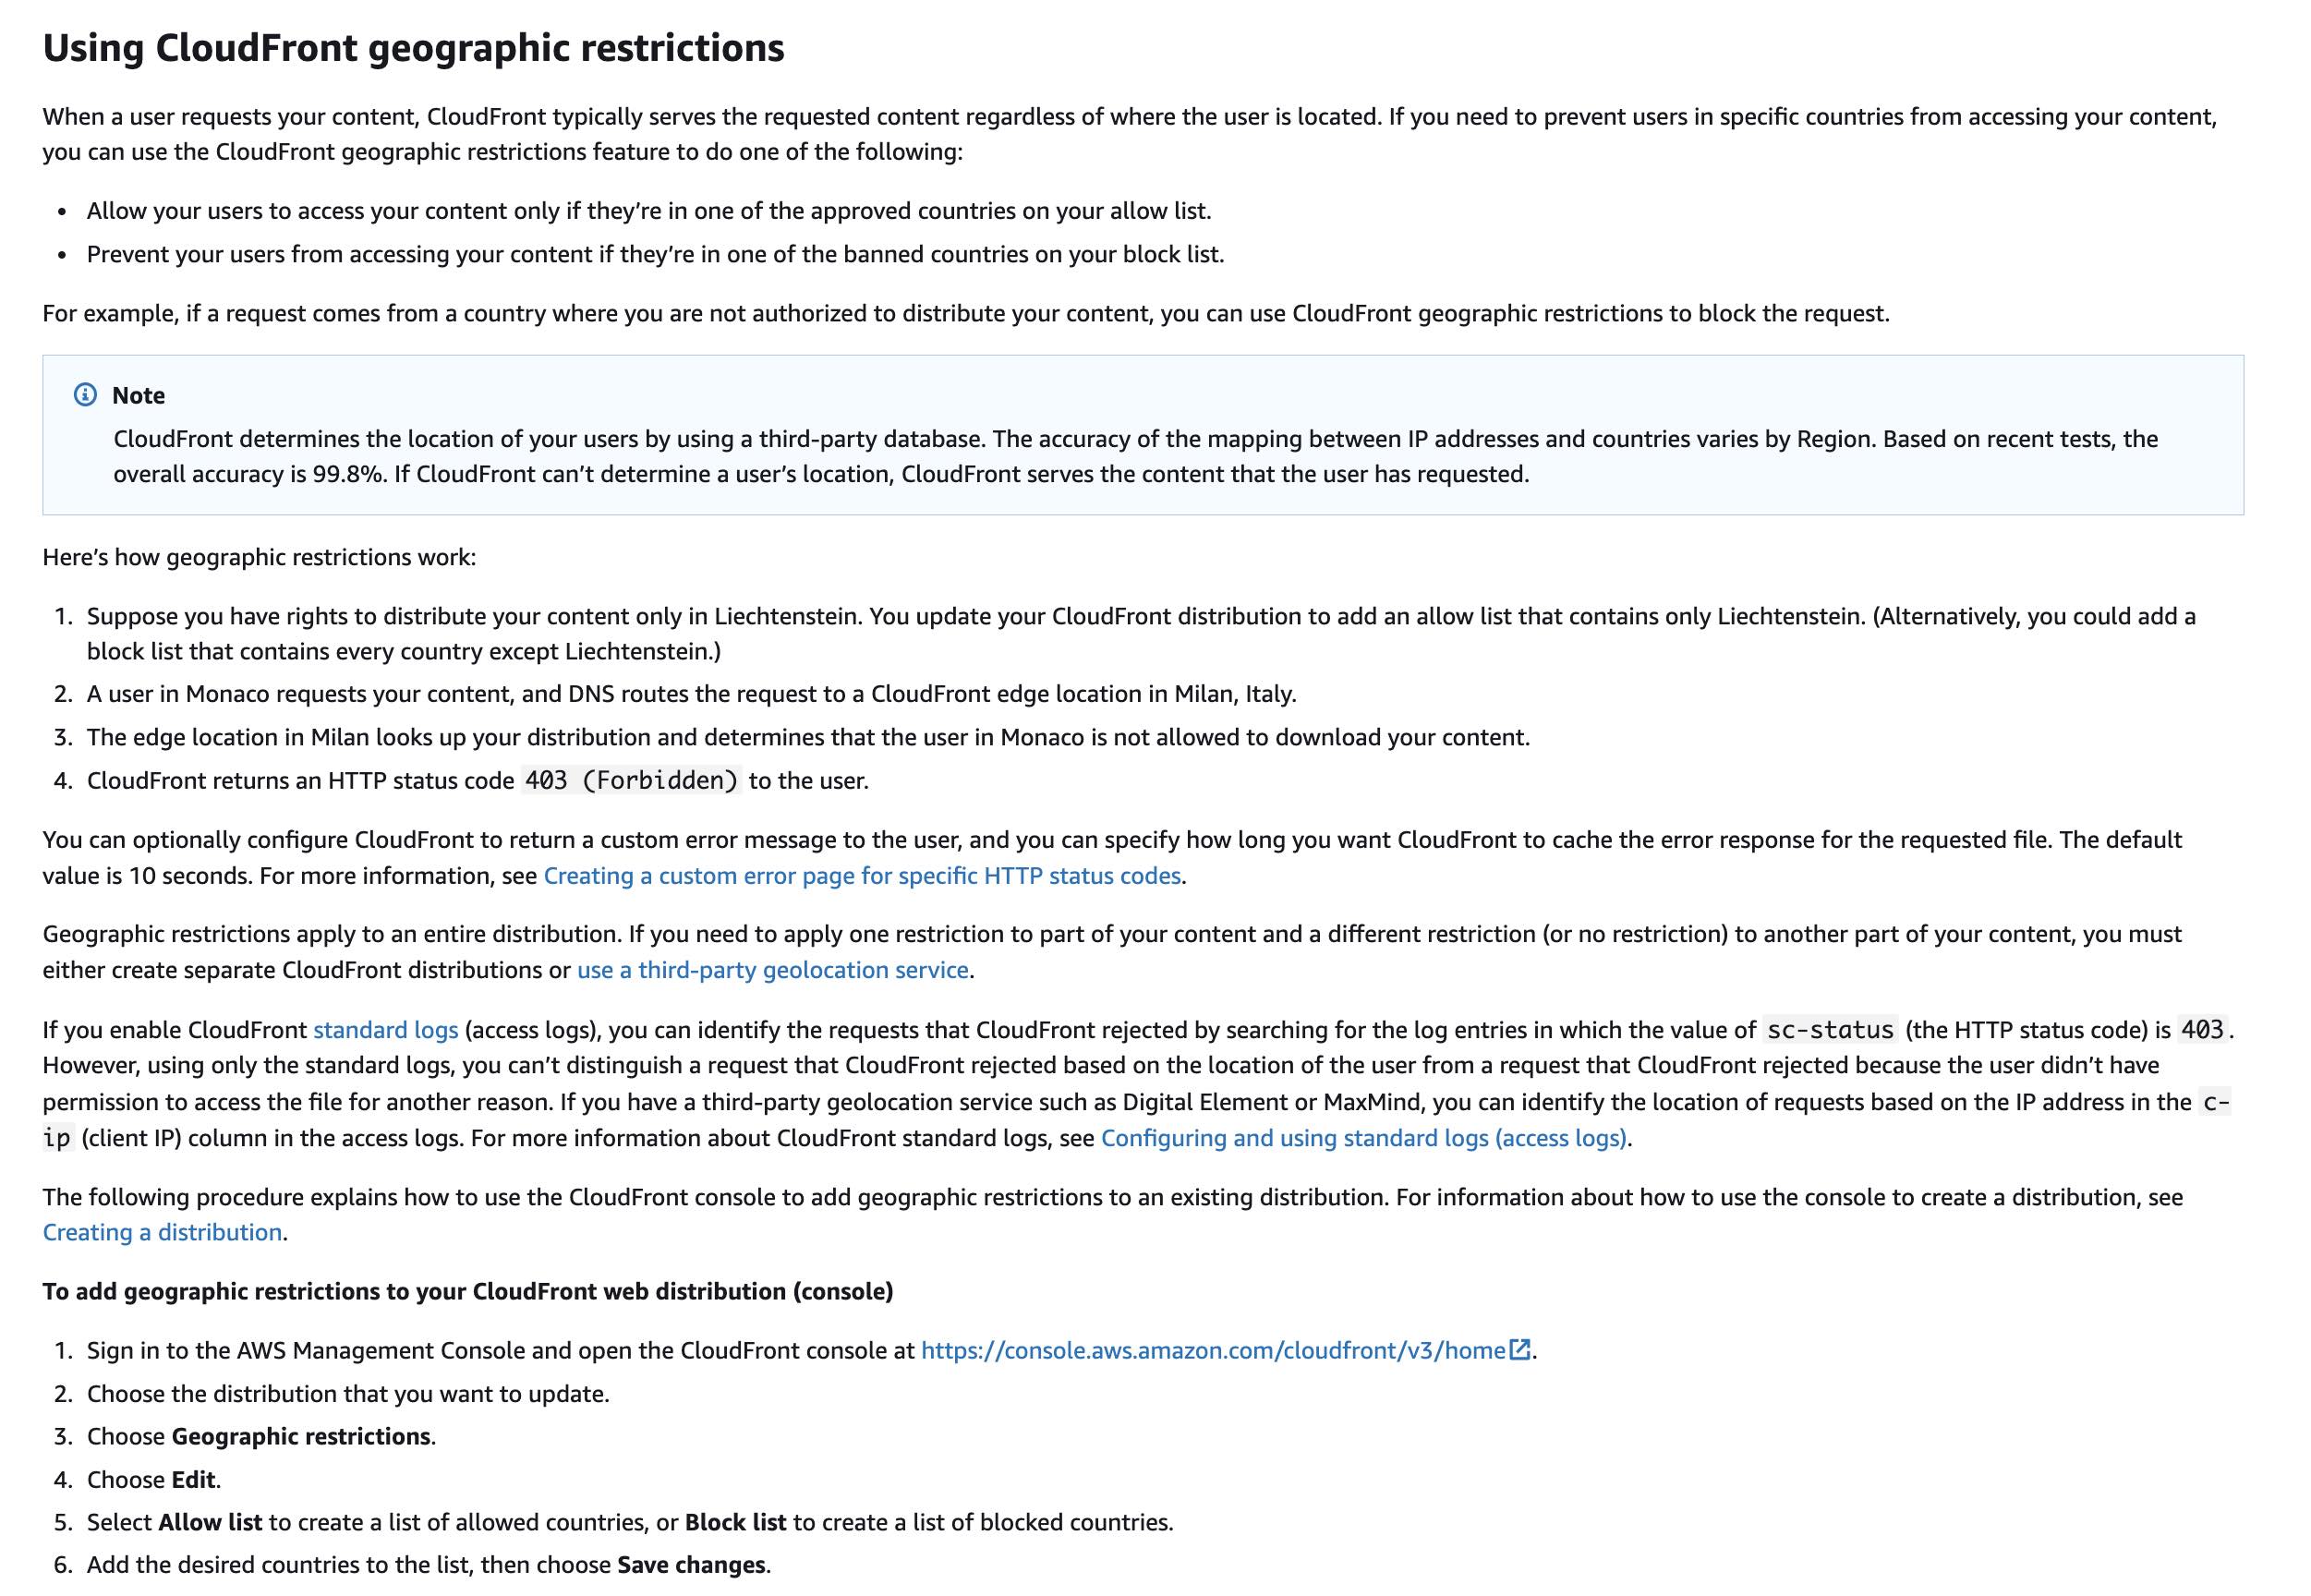 Using CloudFront geographic restrictions
When a user requests your content, CloudFront typically serves the requested content regardless of where the user is located. If you need to prevent users in specific countries from accessing your content,
you can use the CloudFront geographic restrictions feature to do one of the following:
• Allow your users to access your content only if they’re in one of the approved countries on your allow list.
• Prevent your users from accessing your content if they’re in one of the banned countries on your block list.
For example, if a request comes from a country where you are not authorized to distribute your content, you can use CloudFront geographic restrictions to block the request.
Note
CloudFront determines the location of your users by using a third-party database. The accuracy of the mapping between IP addresses and countries varies by Region. Based on recent tests, the
overall accuracy is 99.8%. If CloudFront can’t determine a user’s location, CloudFront serves the content that the user has requested.
Here’s how geographic restrictions work:
1. Suppose you have rights to distribute your content only in Liechtenstein. You update your CloudFront distribution to add an allow list that contains only Liechtenstein. (Alternatively, you could add a
block list that contains every country except Liechtenstein.)
2. A user in Monaco requests your content, and DNS routes the request to a CloudFront edge location in Milan, Italy.
3. The edge location in Milan looks up your distribution and determines that the user in Monaco is not allowed to download your content.
4. CloudFront returns an HTTP status code 403 (Forbidden) to the user.
You can optionally configure CloudFront to return a custom error message to the user, and you can specify how long you want CloudFront to cache the error response for the requested file. The default
value is 10 seconds. For more information, see Creating a custom error page for specific HTTP status codes.
Geographic restrictions apply to an entire distribution. If you need to apply one restriction to part of your content and a different restriction (or no restriction) to another part of your content, you must
either create separate CloudFront distributions or use a third-party geolocation service.
If you enable CloudFront standard logs (access logs), you can identify the requests that CloudFront rejected by searching for the log entries in which the value of sc-status (the HTTP status code) is 403.
However, using only the standard logs, you can’t distinguish a request that CloudFront rejected based on the location of the user from a request that CloudFront rejected because the user didn’t have
permission to access the file for another reason. If you have a third-party geolocation service such as Digital Element or MaxMind, you can identify the location of requests based on the IP address in the c-
ip (client IP) column in the access logs. For more information about CloudFront standard logs, see Configuring and using standard logs (access logs).
The following procedure explains how to use the CloudFront console to add geographic restrictions to an existing distribution. For information about how to use the console to create a distribution, see
Creating a distribution.
To add geographic restrictions to your CloudFront web distribution (console)
1. Sign in to the AWS Management Console and open the CloudFront console at https://console.aws.amazon.com/cloudfront/v3/home.
2. Choose the distribution that you want to update.
3. Choose Geographic restrictions.
4. Choose Edit.
5. Select Allow list to create a list of allowed countries, or Block list to create a list of blocked countries.
6. Add the desired countries to the list, then choose Save changes.